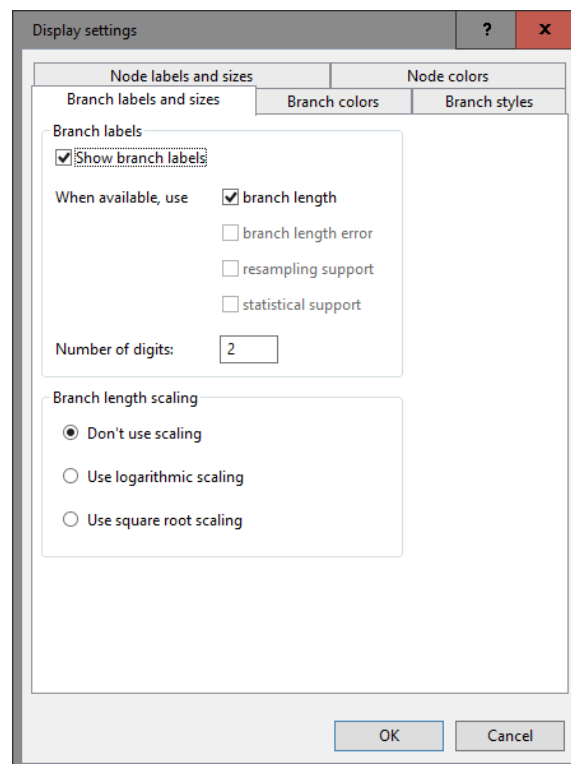 Display settings
? x
Node labels and sizes Node colors
Branch labels and sizes Branch colors Branch styles
Branch labels
Show branch labels
When available, use branch length
branch length error
resampling support
statistical support
Number of digits: 2
Branch length scaling
Don't use scaling
Use logarithmic scaling
Use square root scaling
OK Cancel